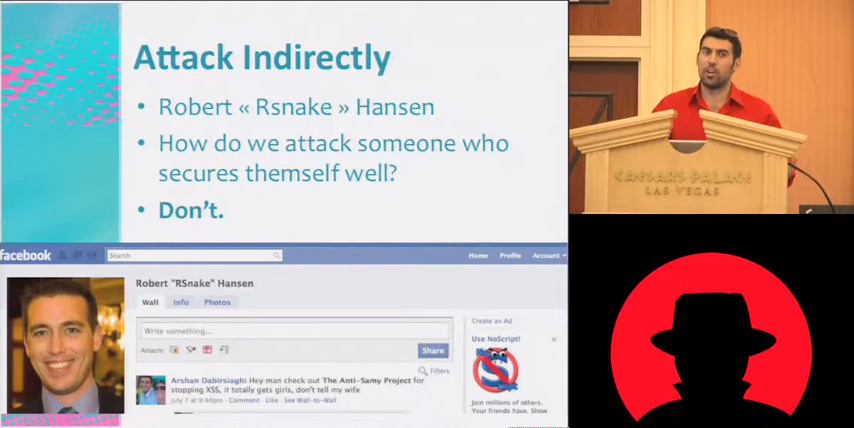 Attack Indirectly
• Robert « Rsnake » Hansen
• How do we attack someone who
secures themself well?
• Don't.
facebook
Search
Home Profile Account
Robert "RSnake" Hansen
Wall Info Photos
Write something...
Attach:
Share
Filters
Arshan Dabirsiaghi Hey man check out The Anti-Samy Project for
stopping XSS, it totally gets girls, don't tell my wife
July 7 at 9:46pm · Comment · Like · See Wall-to-Wall
Create an Ad
Use NoScript!
Join millions of others.
Your friends have. Show
CAESARS PALACE
LAS VEGAS